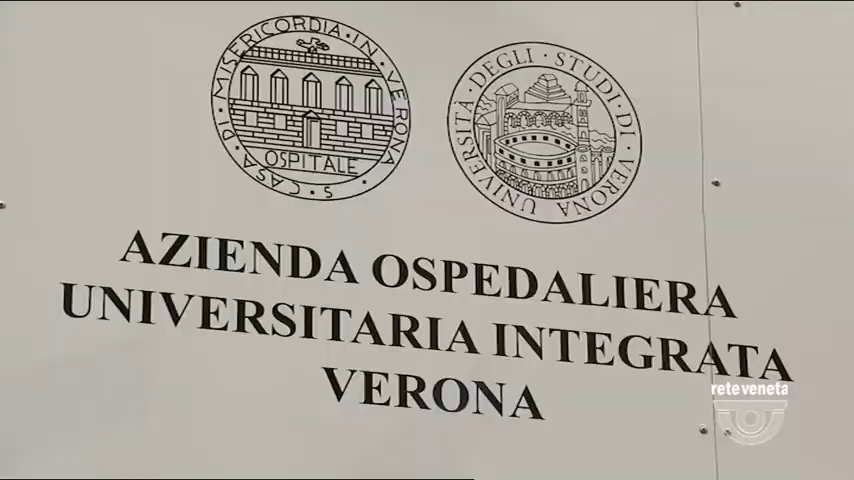 S · CASA · DI · MISERICORDIA · IN · VERONA
OSPITALE
UNIVERSITÀ · DEGLI · STUDI · DI · VERONA
AZIENDA OSPEDALIERA
UNIVERSITARIA INTEGRATA
VERONA
reteveneta